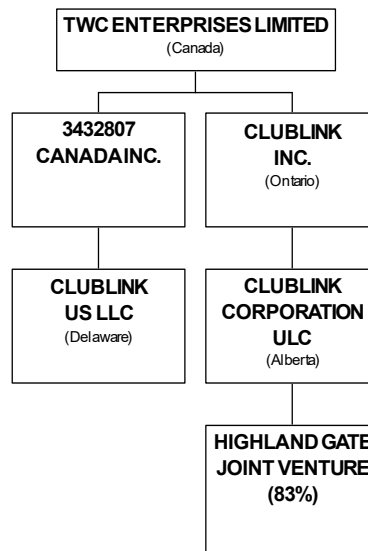 TWC ENTERPRISES LIMITED
(Canada)
3432807
CANADA INC.
CLUBLINK
INC.
(Ontario)
CLUBLINK
US LLC
(Delaware)
CLUBLINK
CORPORATION
ULC
(Alberta)
HIGHLAND GATE
JOINT VENTURE
(83%)